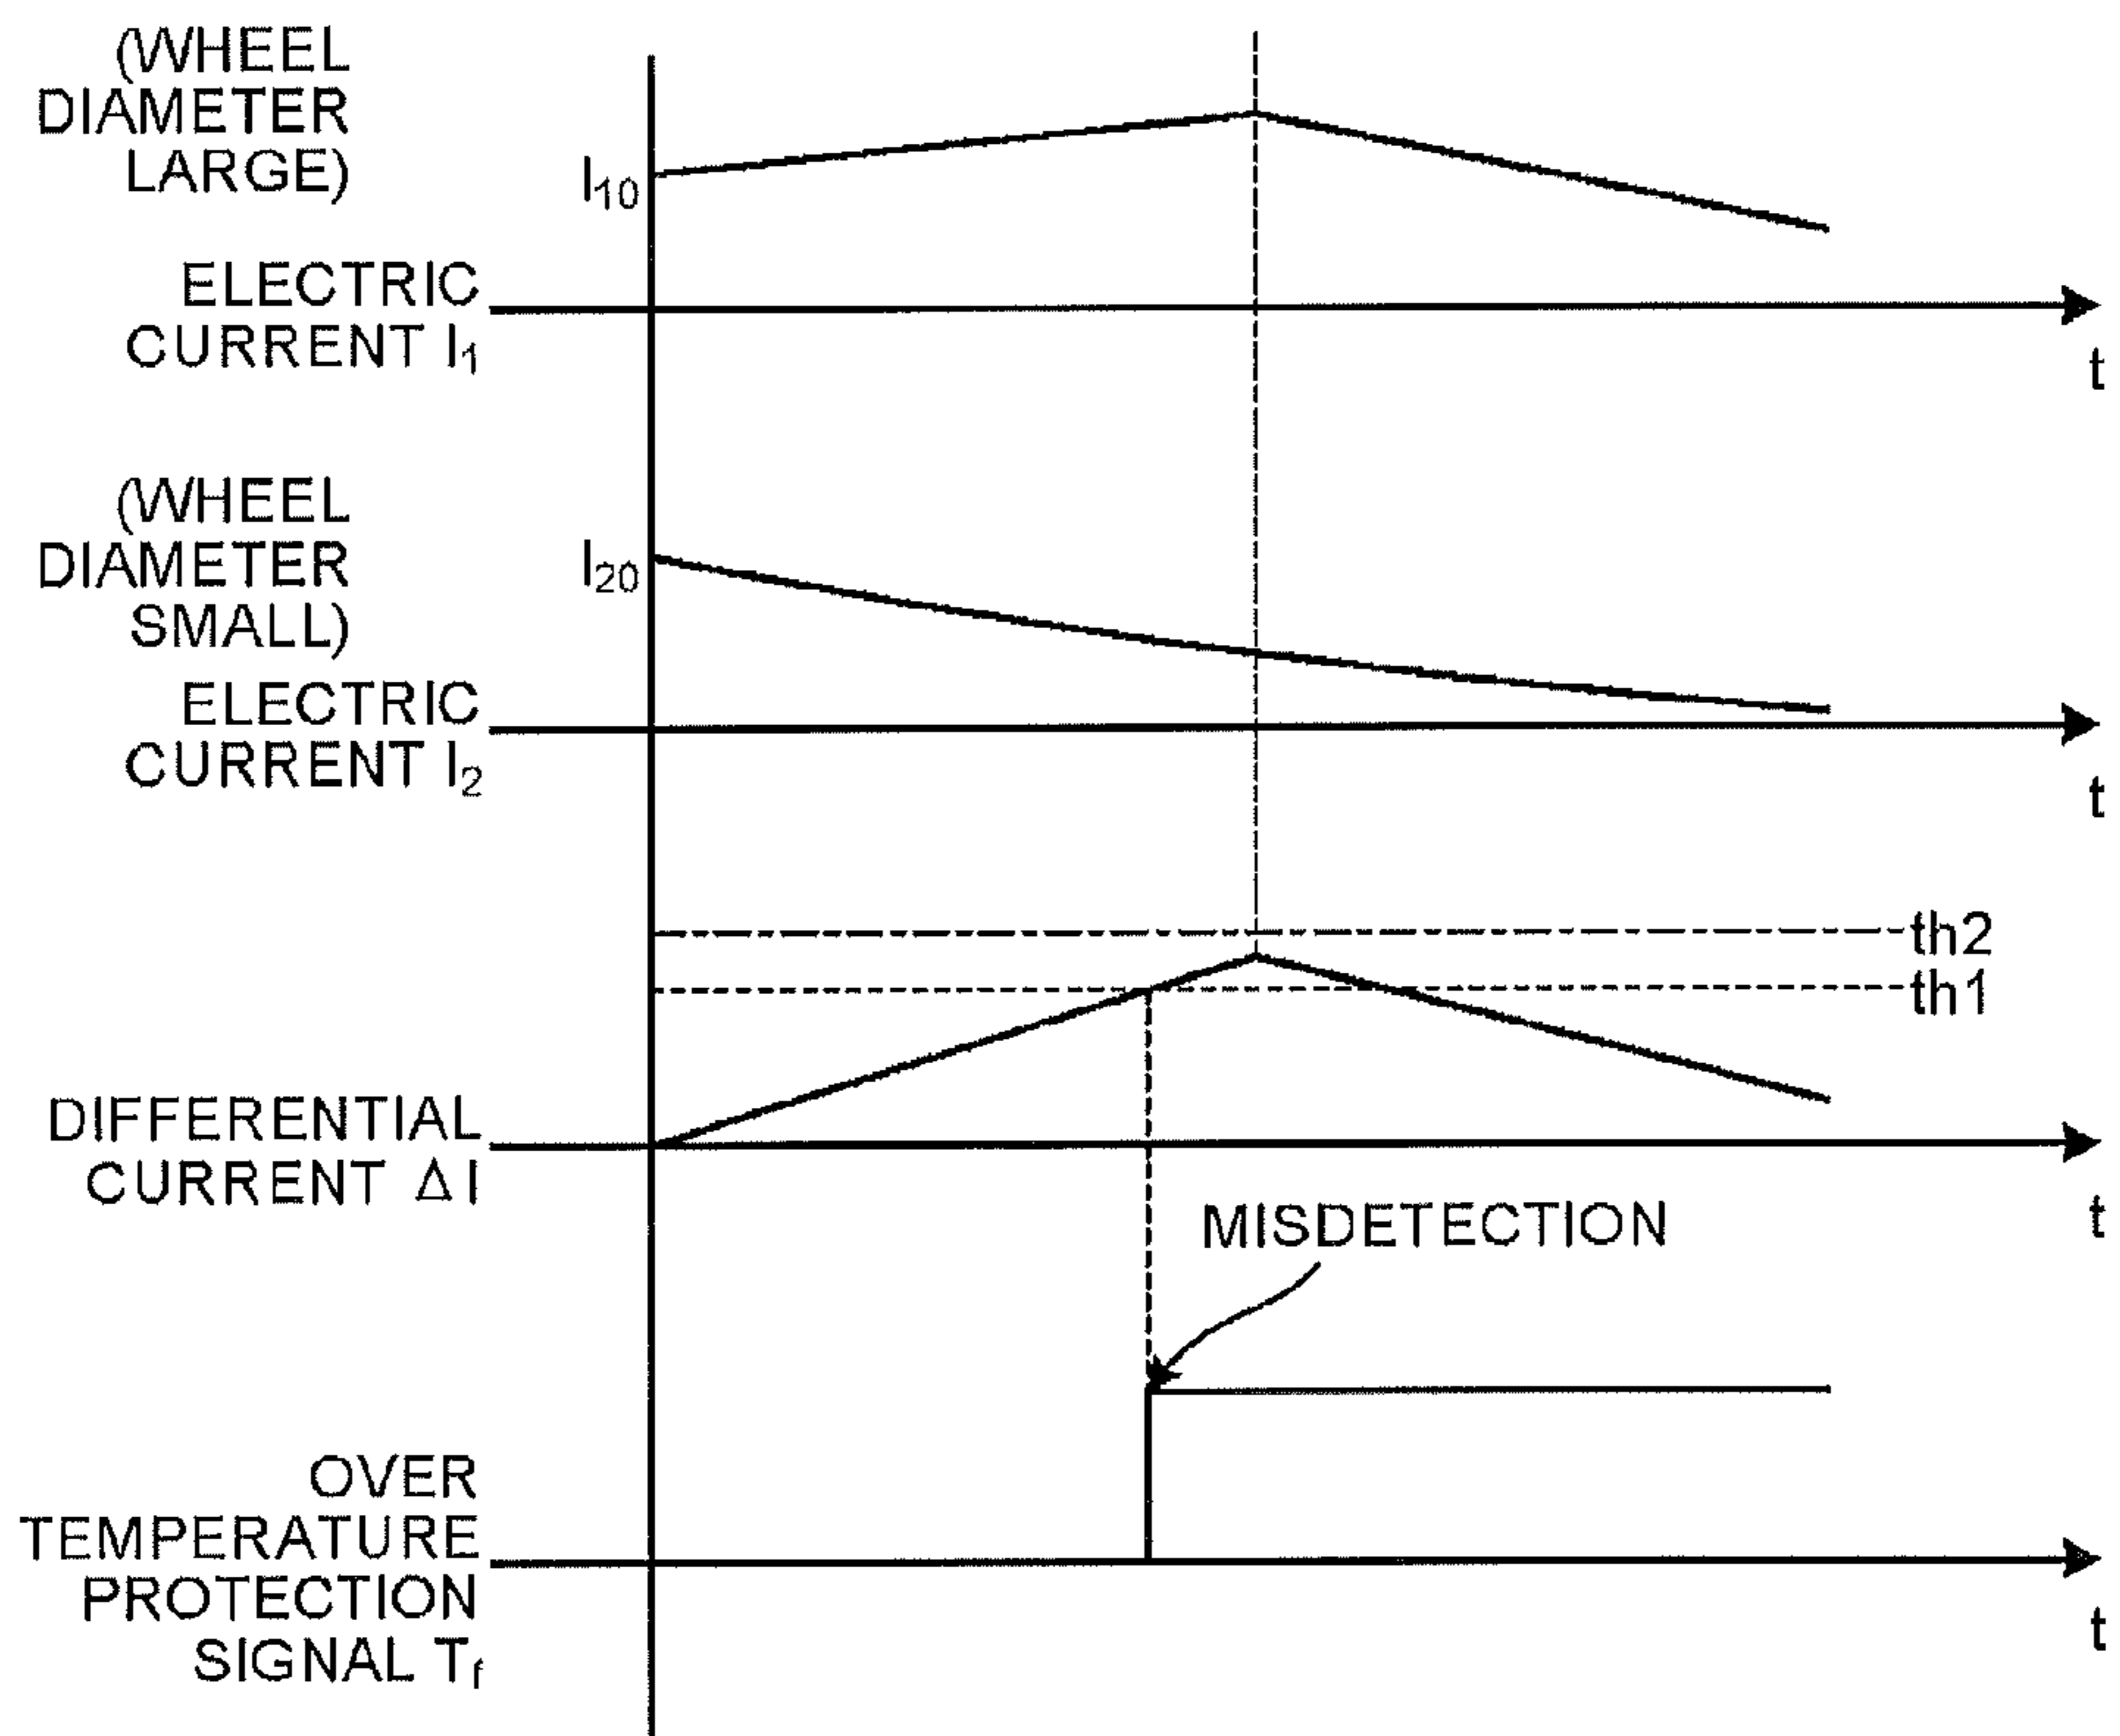 (WHEEL
DIAMETER
LARGE)
I10
ELECTRIC
CURRENT I1
t
(WHEEL
DIAMETER
SMALL)
I20
ELECTRIC
CURRENT I2
t
th2
th1
DIFFERENTIAL
CURRENT ΔI
t
MISDETECTION
OVER
TEMPERATURE
PROTECTION
SIGNAL Tf
t